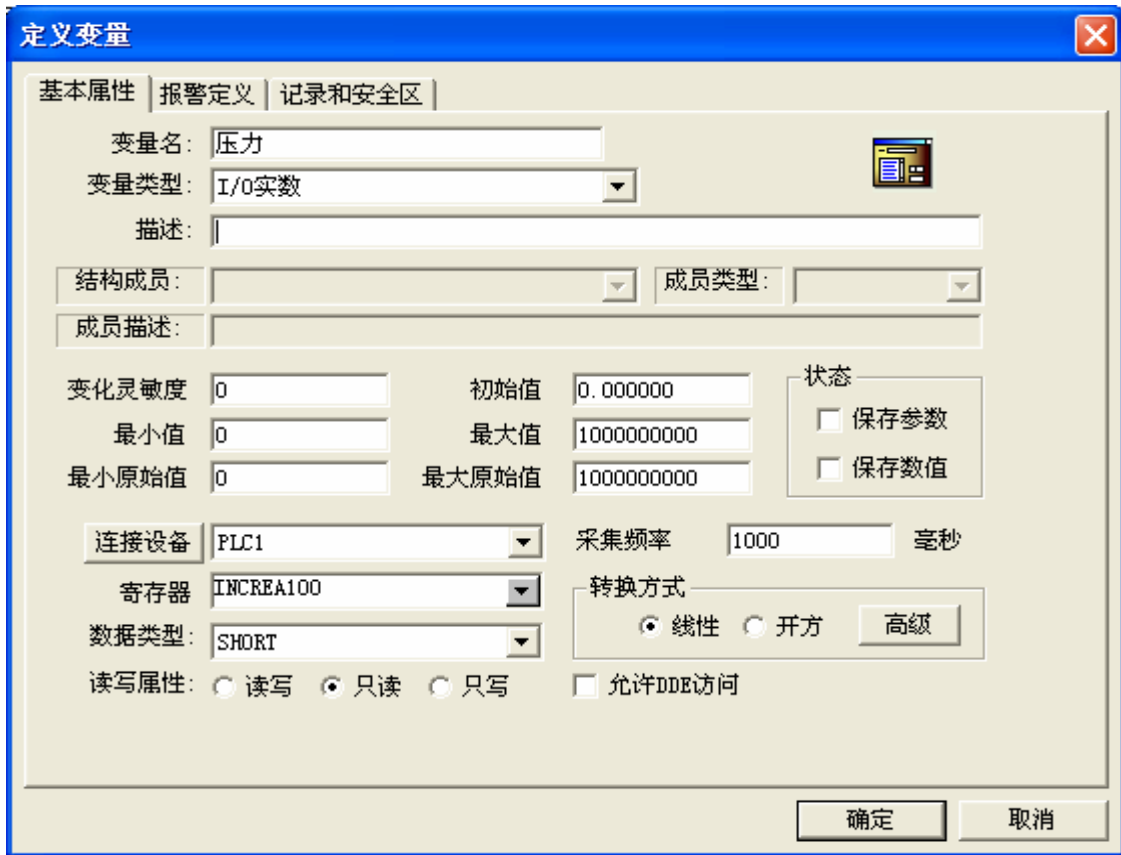 定义变量
基本属性 报警定义 记录和安全区
变量名: 压力
变量类型: I/O实数
描述:
结构成员: 成员类型:
成员描述:
变化灵敏度 0 初始值 0.000000 状态
最小值 0 最大值 1000000000 保存参数
最小原始值 0 最大原始值 1000000000 保存数值
连接设备 PLC1 采集频率 1000 毫秒
寄存器 INCREA100 转换方式
数据类型: SHORT 线性 开方 高级
读写属性: 读写 只读 只写 允许DDE访问
确定 取消